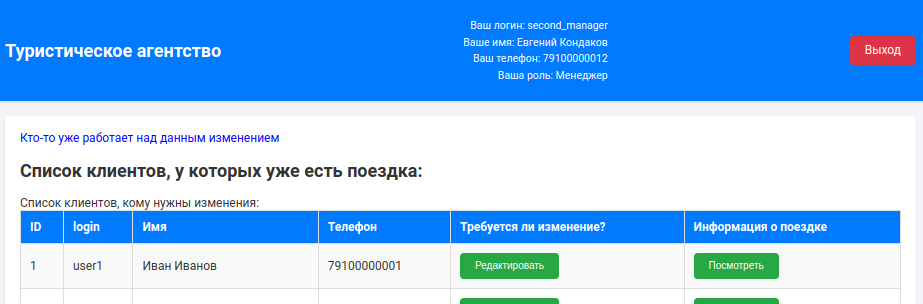 Туристическое агентство
Ваш логин: second_manager
Ваше имя: Евгений Кондаков
Ваш телефон: 79100000012
Ваша роль: Менеджер
Выход
Кто-то уже работает над данным изменением
Список клиентов, у которых уже есть поездка:
Список клиентов, кому нужны изменения:
ID login Имя Телефон Требуется ли изменение? Информация о поездке
1 user1 Иван Иванов 79100000001 Редактировать Посмотреть